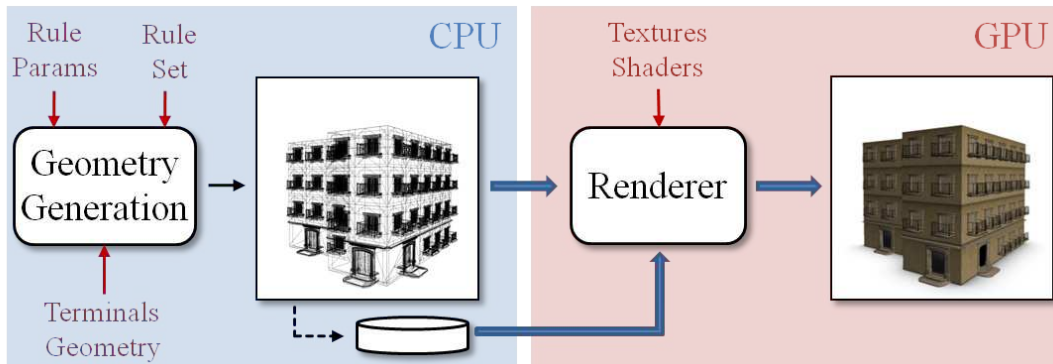 Rule
Params
Rule
Set
CPU
Geometry
Generation
Terminals
Geometry
Textures
Shaders
GPU
Renderer